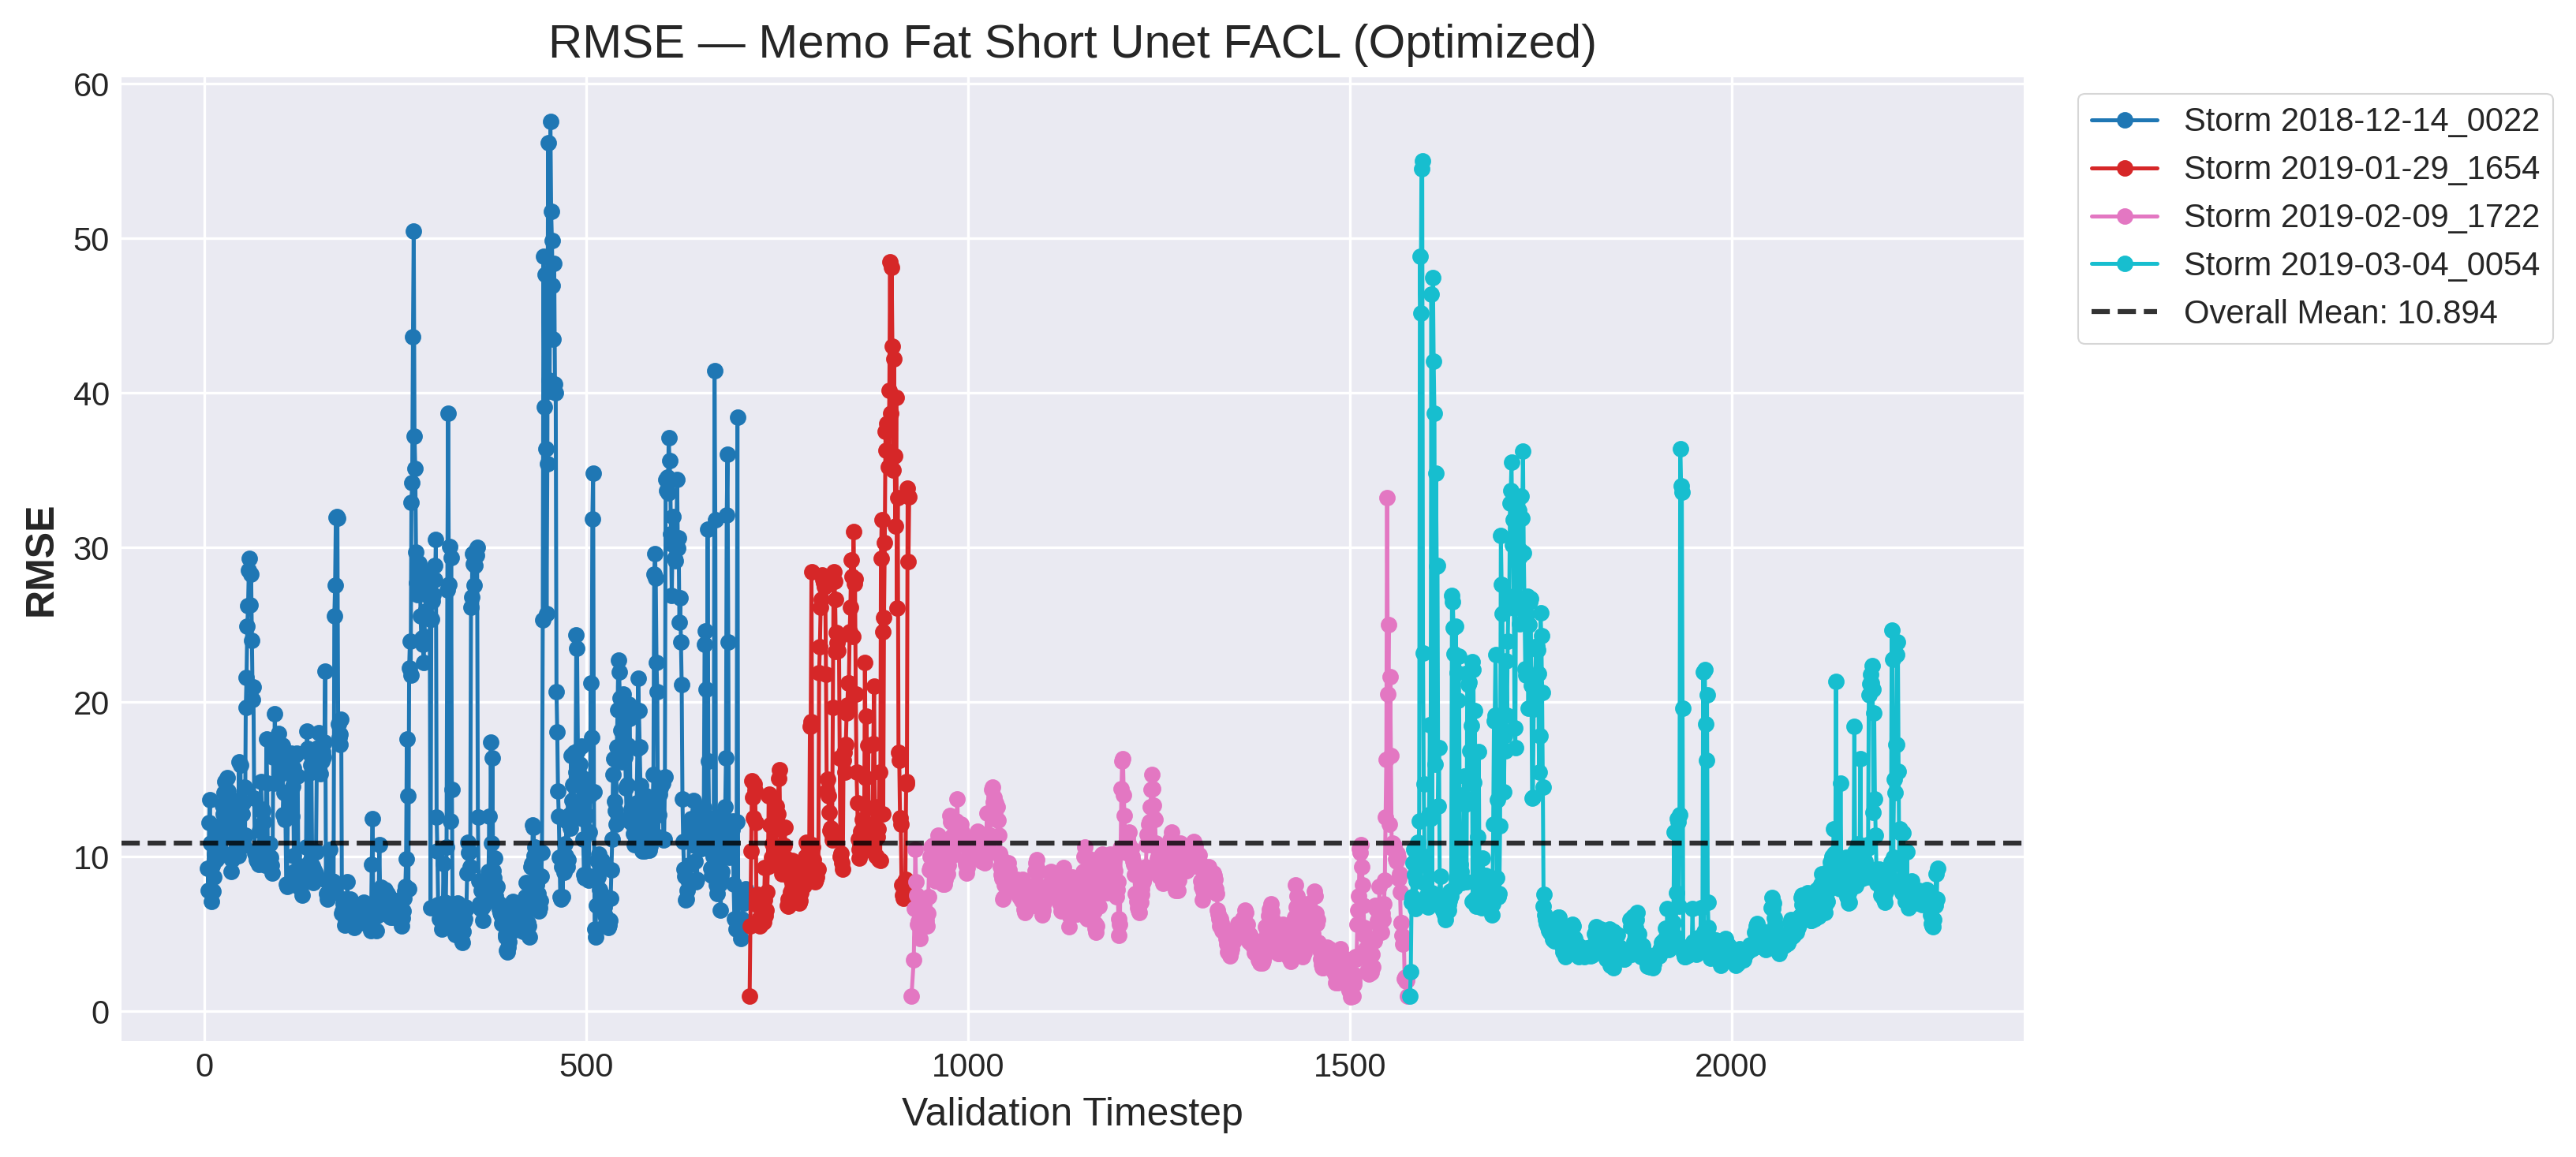 RMSE — Memo Fat Short Unet FACL (Optimized)
60
50
40
30
20
10
0
RMSE
0 500 1000 1500 2000
Validation Timestep
Storm 2018-12-14_0022
Storm 2019-01-29_1654
Storm 2019-02-09_1722
Storm 2019-03-04_0054
Overall Mean: 10.894